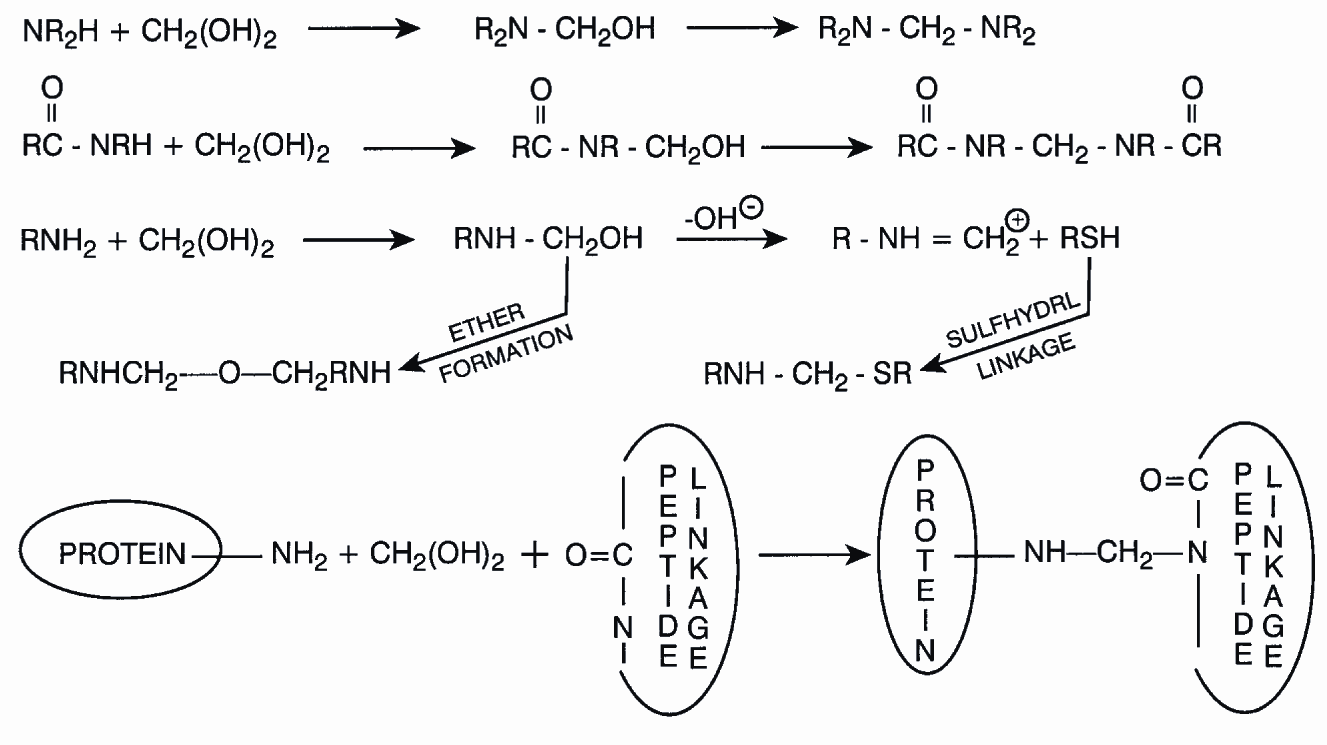 NR₂H + CH₂(OH)₂ ⟶ R₂N - CH₂OH ⟶ R₂N - CH₂ - NR₂
O O O O
|| || || ||
RC - NRH + CH₂(OH)₂ ⟶ RC - NR - CH₂OH ⟶ RC - NR - CH₂ - NR - CR
-OH⊖
RNH₂ + CH₂(OH)₂ ⟶ RNH - CH₂OH ⟶ R - NH = CH₂⊕ + RSH
ETHER
FORMATION
SULFHYDRL
LINKAGE
RNHCH₂—O—CH₂RNH
RNH - CH₂ - SR
PROTEIN — NH₂ + CH₂(OH)₂ + O=C
N
PEPTIDE
LINKAGE
PROTEIN
NH—CH₂—N
O=C
PEPTIDE
LINKAGE